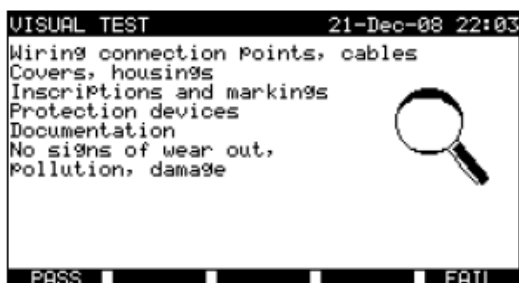 VISUAL TEST 21-Dec-08 22:03
Wiring connection points, cables
Covers, housings
Inscriptions and markings
Protection devices
Documentation
No signs of wear out,
pollution, damage
PASS FAIL